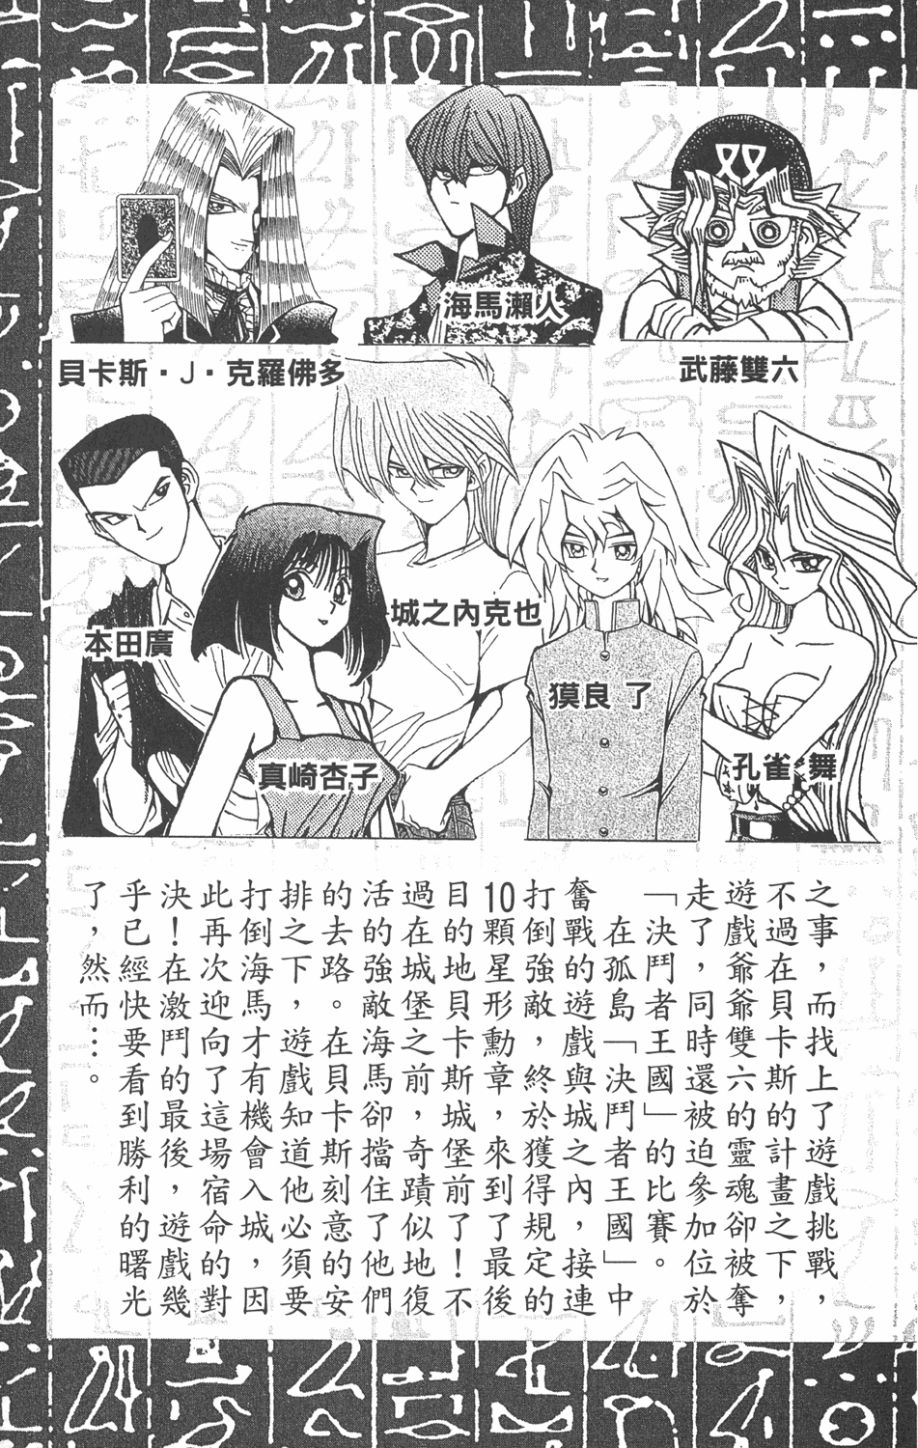 双
海馬瀨人
貝卡斯・J・克羅佛多
武藤雙六
本田廣
城之內克也
獏良 了
真崎杏子
孔雀 舞
之事，而找上了遊戲挑戰，
不過在貝卡斯的計畫之下，
遊戲爺爺雙六的靈魂卻被奪
走了，同時還被迫參加位於
「決鬥者王國」的比賽。
在孤島「決鬥者王國」中
奮戰的遊戲與城之內，接連
打倒強敵，終於獲得規定的
10顆星形勳章，來到了最後
目的地貝卡斯城堡前了！不
過在城堡之前，奇蹟似地復
活的強敵海馬卻擋住了他們
的去路。在貝卡斯刻意的安
排之下，遊戲知道他必須要
打倒海馬才有機會入城，因
此再次迎向了這場宿命的對
決！在激鬥的最後，遊戲幾
乎已經快要看到勝利的曙光
了，然而…。